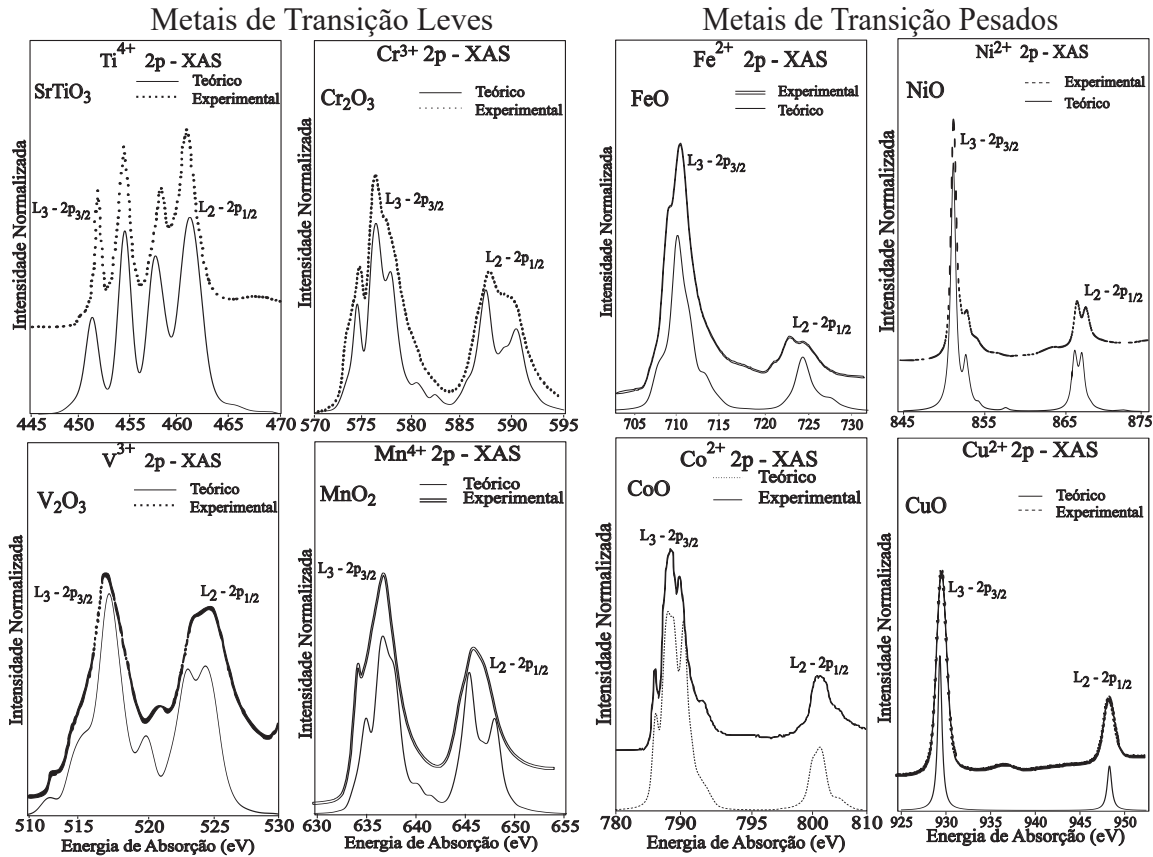 Metais de Transição Leves
Metais de Transição Pesados
Ti4+ 2p - XAS
Teórico
Experimental
SrTiO3
L3 - 2p3/2
L2 - 2p1/2
Intensidade Normalizada
445 450 455 460 465 470
Cr3+ 2p - XAS
Teórico
Experimental
Cr2O3
L3 - 2p3/2
L2 - 2p1/2
Intensidade Normalizada
570 575 580 585 590 595
Fe2+ 2p - XAS
Experimental
Teórico
FeO
L3 - 2p3/2
L2 - 2p1/2
Intensidade Normalizada
705 710 715 720 725 730
Ni2+ 2p - XAS
Experimental
Teórico
NiO
L3 - 2p3/2
L2 - 2p1/2
Intensidade Normalizada
845 855 865 875
V3+ 2p - XAS
Teórico
Experimental
V2O3
L3 - 2p3/2
L2 - 2p1/2
Intensidade Normalizada
510 515 520 525 530
Energia de Absorção (eV)
Mn4+ 2p - XAS
Teórico
Experimental
MnO2
L3 - 2p3/2
L2 - 2p1/2
Intensidade Normalizada
630 635 640 645 650 655
Energia de Absorção (eV)
Co2+ 2p - XAS
Teórico
Experimental
CoO
L3 - 2p3/2
L2 - 2p1/2
Intensidade Normalizada
780 790 795 800 810
Energia de Absorção (eV)
Cu2+ 2p - XAS
Teórico
Experimental
CuO
L3 - 2p3/2
L2 - 2p1/2
Intensidade Normalizada
925 930 935 940 945 950
Energia de Absorção (eV)